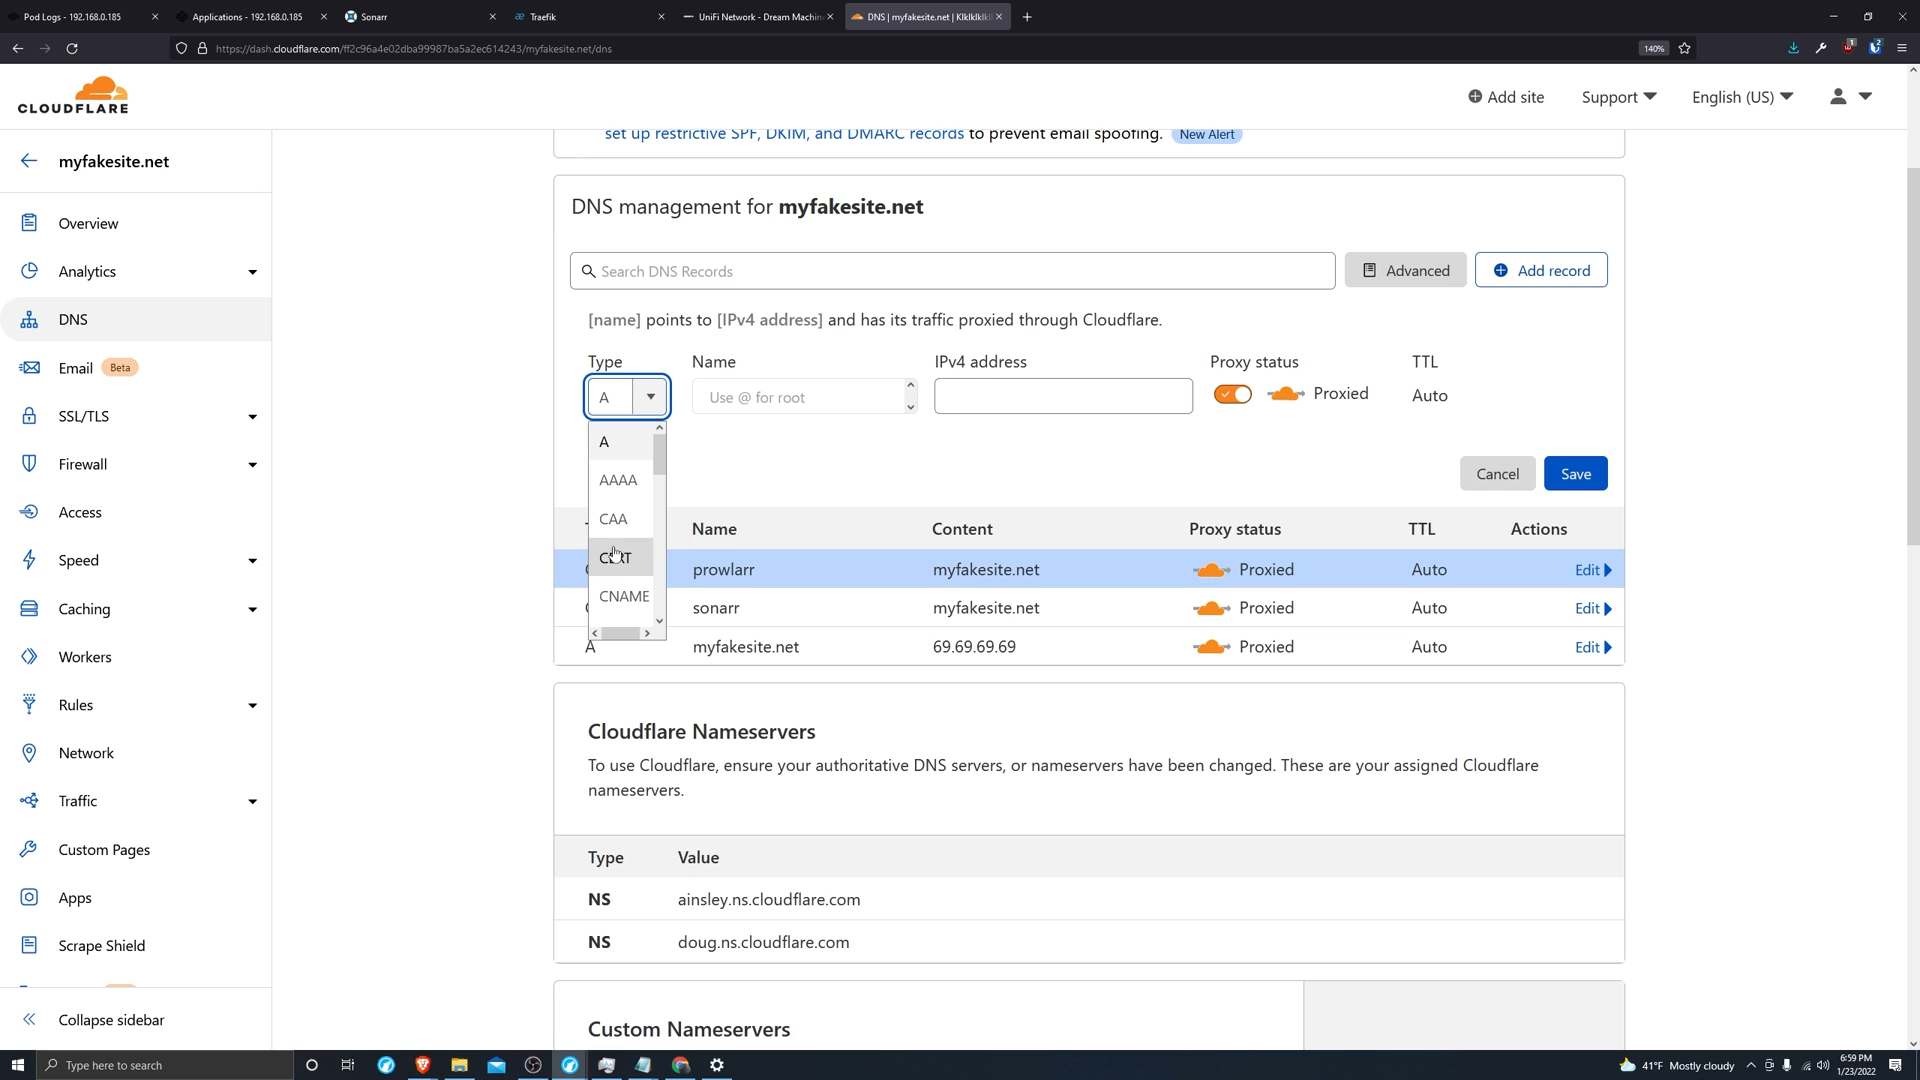 Pod Logs - 192.168.0.185
Applications - 192.168.0.185
Sonarr
Traefik
UniFi Network - Dream Machin
DNS | myfakesite.net |
https://dash.cloudflare.com/ff2c96a4e02dba99987ba5a2ec614243/myfakesite.net/dns
140%
CLOUDFLARE
Add site
Support
English (US)
myfakesite.net
Overview
Analytics
DNS
Email Beta
SSL/TLS
Firewall
Access
Speed
Caching
Workers
Rules
Network
Traffic
Custom Pages
Apps
Scrape Shield
Collapse sidebar
set up restrictive SPF, DKIM, and DMARC records to prevent email spoofing. New Alert
DNS management for myfakesite.net
Search DNS Records
Advanced
Add record
[name] points to [IPv4 address] and has its traffic proxied through Cloudflare.
Type Name IPv4 address Proxy status TTL
A Use @ for root Proxied Auto
A
AAAA
CAA
CERT
CNAME
Cancel Save
Name Content Proxy status TTL Actions
prowlarr myfakesite.net Proxied Auto Edit
sonarr myfakesite.net Proxied Auto Edit
A myfakesite.net 69.69.69.69 Proxied Auto Edit
Cloudflare Nameservers
To use Cloudflare, ensure your authoritative DNS servers, or nameservers have been changed. These are your assigned Cloudflare
nameservers.
Type Value
NS ainsley.ns.cloudflare.com
NS doug.ns.cloudflare.com
Custom Nameservers
Type here to search
41°F Mostly cloudy
6:59 PM
1/23/2022